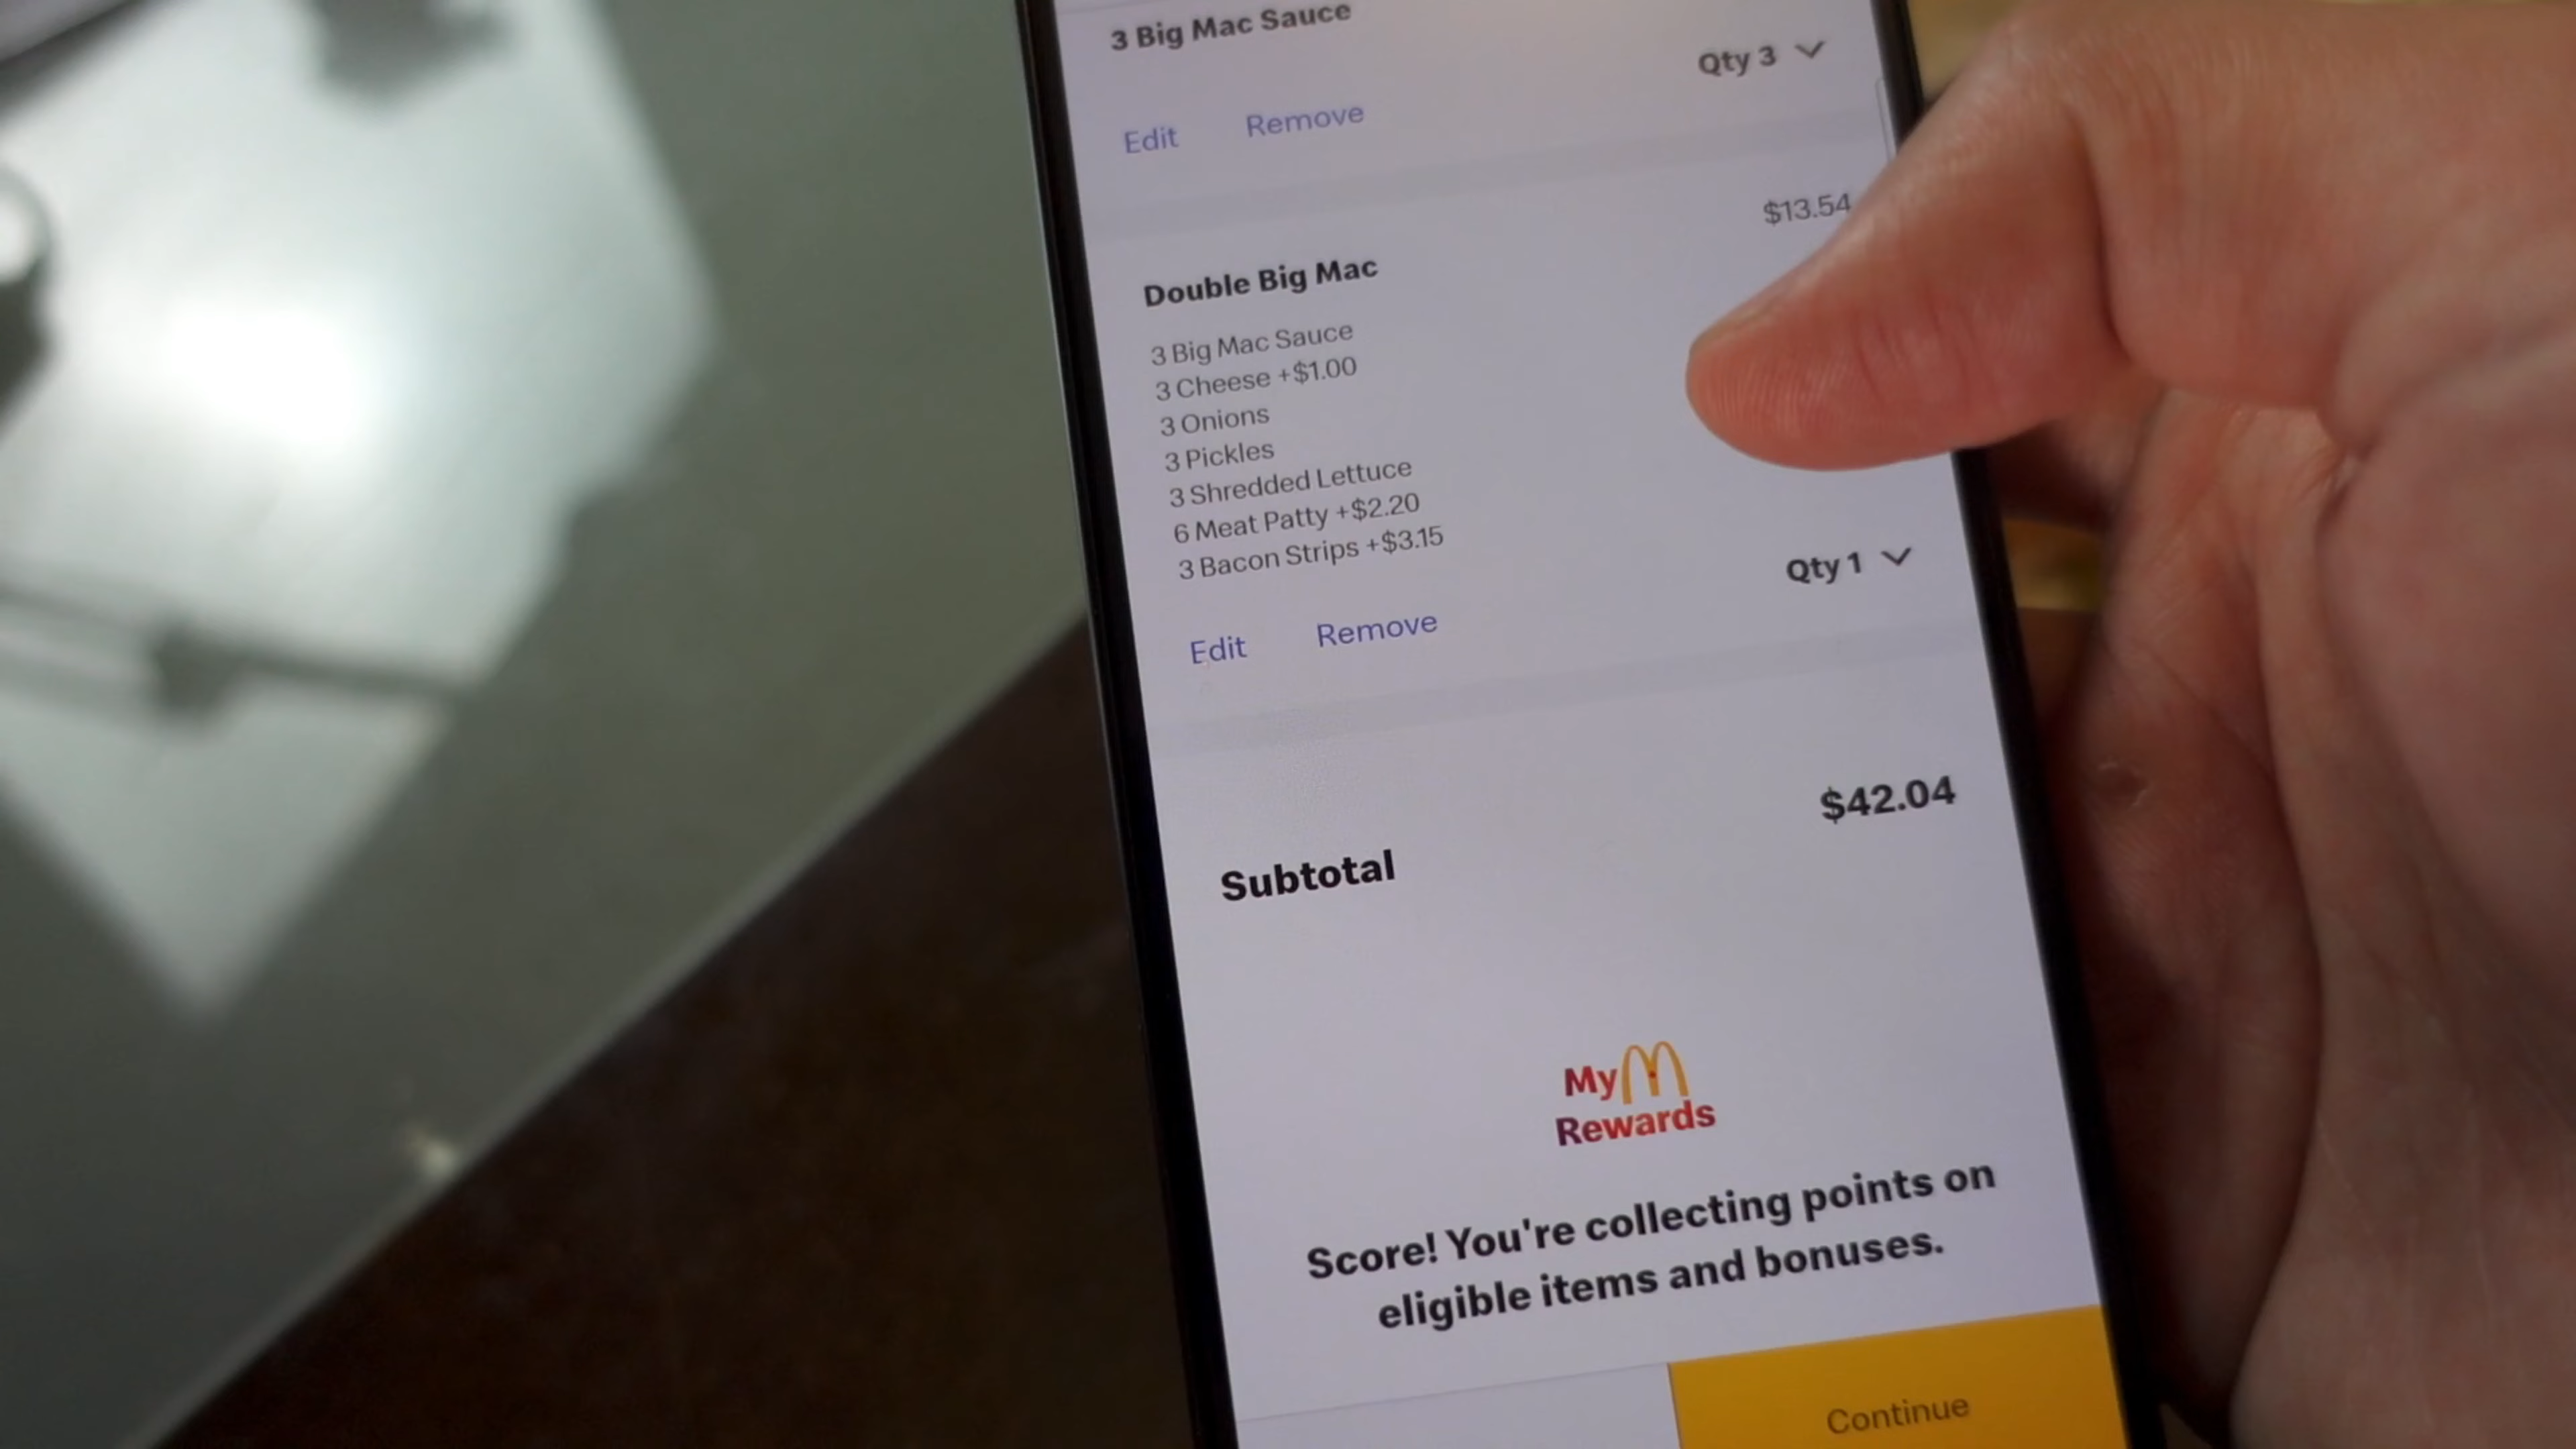 3 Big Mac Sauce
Qty 3
Edit Remove
$13.54
Double Big Mac
3 Big Mac Sauce
3 Cheese +$1.00
3 Onions
3 Pickles
3 Shredded Lettuce
6 Meat Patty +$2.20
3 Bacon Strips +$3.15
Qty 1
Edit Remove
$42.04
Subtotal
My
Rewards
Score! You're collecting points on
eligible items and bonuses.
Continue